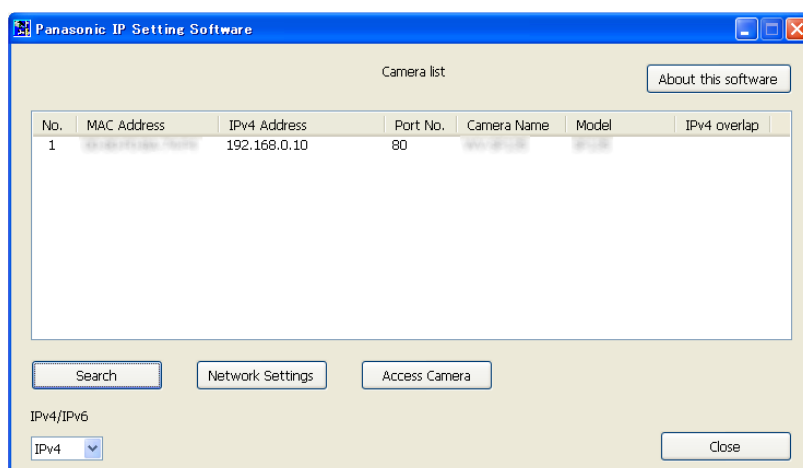 Panasonic IP Setting Software
Camera list
About this software
No. MAC Address IPv4 Address Port No. Camera Name Model IPv4 overlap
1 192.168.0.10 80
Search Network Settings Access Camera
IPv4/IPv6
IPv4 Close